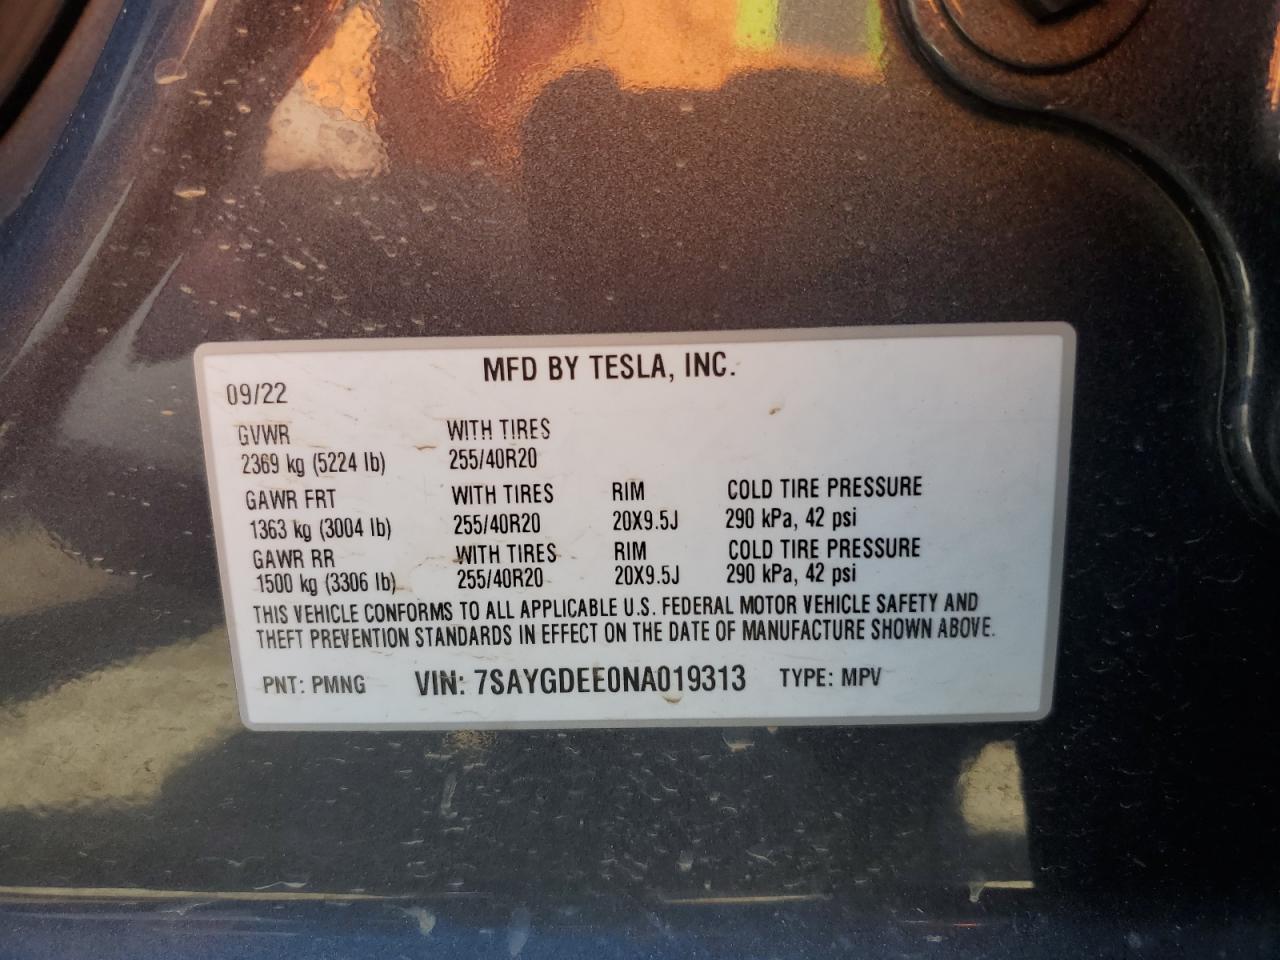 MFD BY TESLA, INC.
09/22
GVWR WITH TIRES
2369 kg (5224 lb) 255/40R20
GAWR FRT WITH TIRES RIM COLD TIRE PRESSURE
1363 kg (3004 lb) 255/40R20 20X9.5J 290 kPa, 42 psi
GAWR RR WITH TIRES RIM COLD TIRE PRESSURE
1500 kg (3306 lb) 255/40R20 20X9.5J 290 kPa, 42 psi
THIS VEHICLE CONFORMS TO ALL APPLICABLE U.S. FEDERAL MOTOR VEHICLE SAFETY AND
THEFT PREVENTION STANDARDS IN EFFECT ON THE DATE OF MANUFACTURE SHOWN ABOVE.
PNT: PMNG VIN: 7SAYGDEE0NA019313 TYPE: MPV